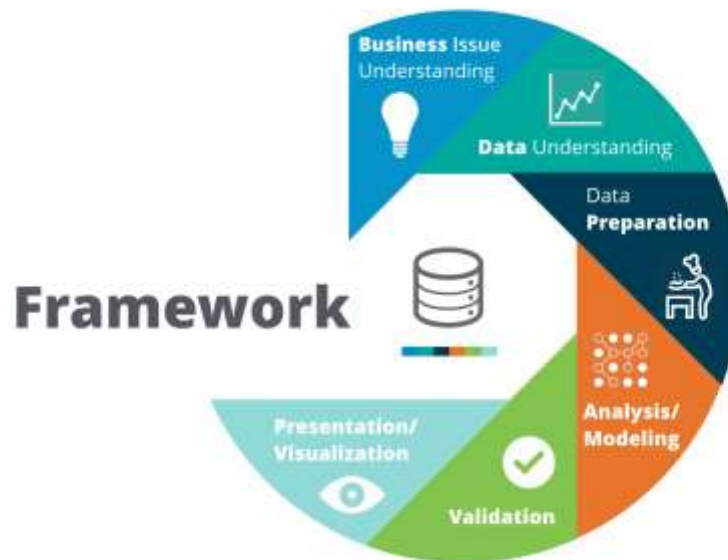 Business Issue
Understanding
Data Understanding
Data
Preparation
Framework
Analysis/
Modeling
Presentation/
Visualization
Validation